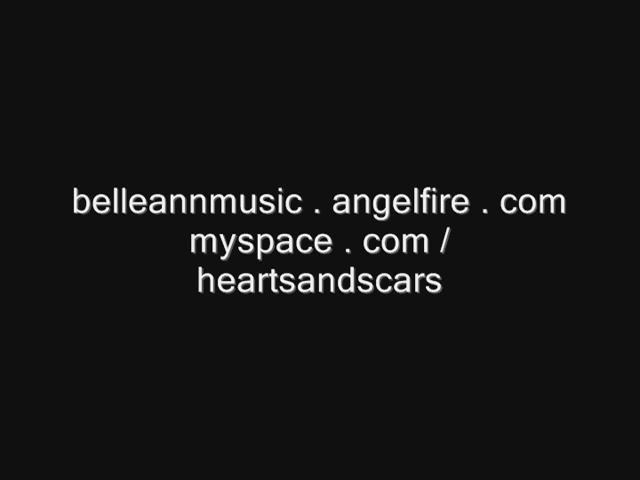 belleannmusic . angelfire . com
myspace . com /
heartsandscars